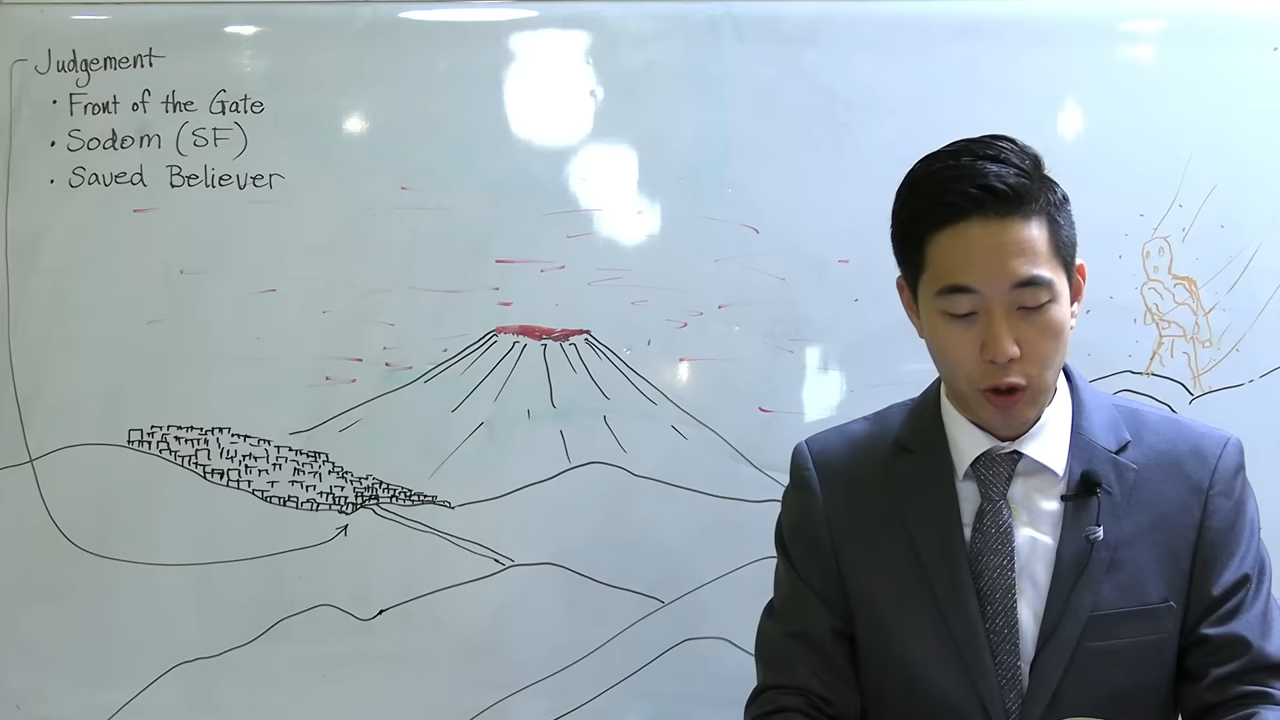 Judgement
• Front of the Gate
• Sodom (SF)
• Saved Believer